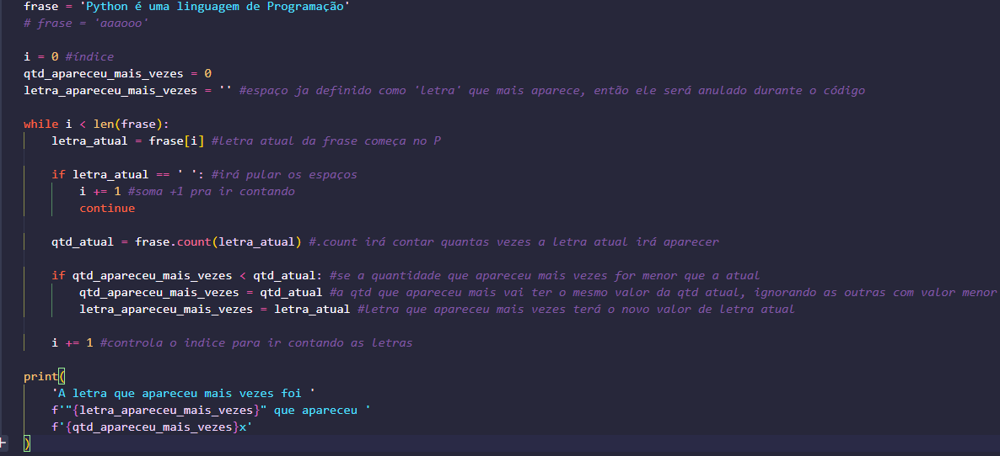 frase = 'Python é uma linguagem de Programação'
# frase = 'aaaooo'
i = 0 #índice
qtd_apareceu_mais_vezes = 0
letra_apareceu_mais_vezes = '' #espaço ja definido como 'letra' que mais aparece, então ele será anulado durante o código
while i < len(frase):
letra_atual = frase[i] #letra atual da frase começa no P
if letra_atual == ' ': #irá pular os espaços
i += 1 #soma +1 pra ir contando
continue
qtd_atual = frase.count(letra_atual) #.count irá contar quantas vezes a letra atual irá aparecer
if qtd_apareceu_mais_vezes < qtd_atual: #se a quantidade que apareceu mais vezes for menor que a atual
qtd_apareceu_mais_vezes = qtd_atual #a qtd que apareceu mais vai ter o mesmo valor da qtd atual, ignorando as outras com valor menor
letra_apareceu_mais_vezes = letra_atual #letra que apareceu mais vezes terá o novo valor de letra atual
i += 1 #controla o indice para ir contando as letras
print(
'A letra que apareceu mais vezes foi '
f'"{letra_apareceu_mais_vezes}" que apareceu '
f'{qtd_apareceu_mais_vezes}x'
)